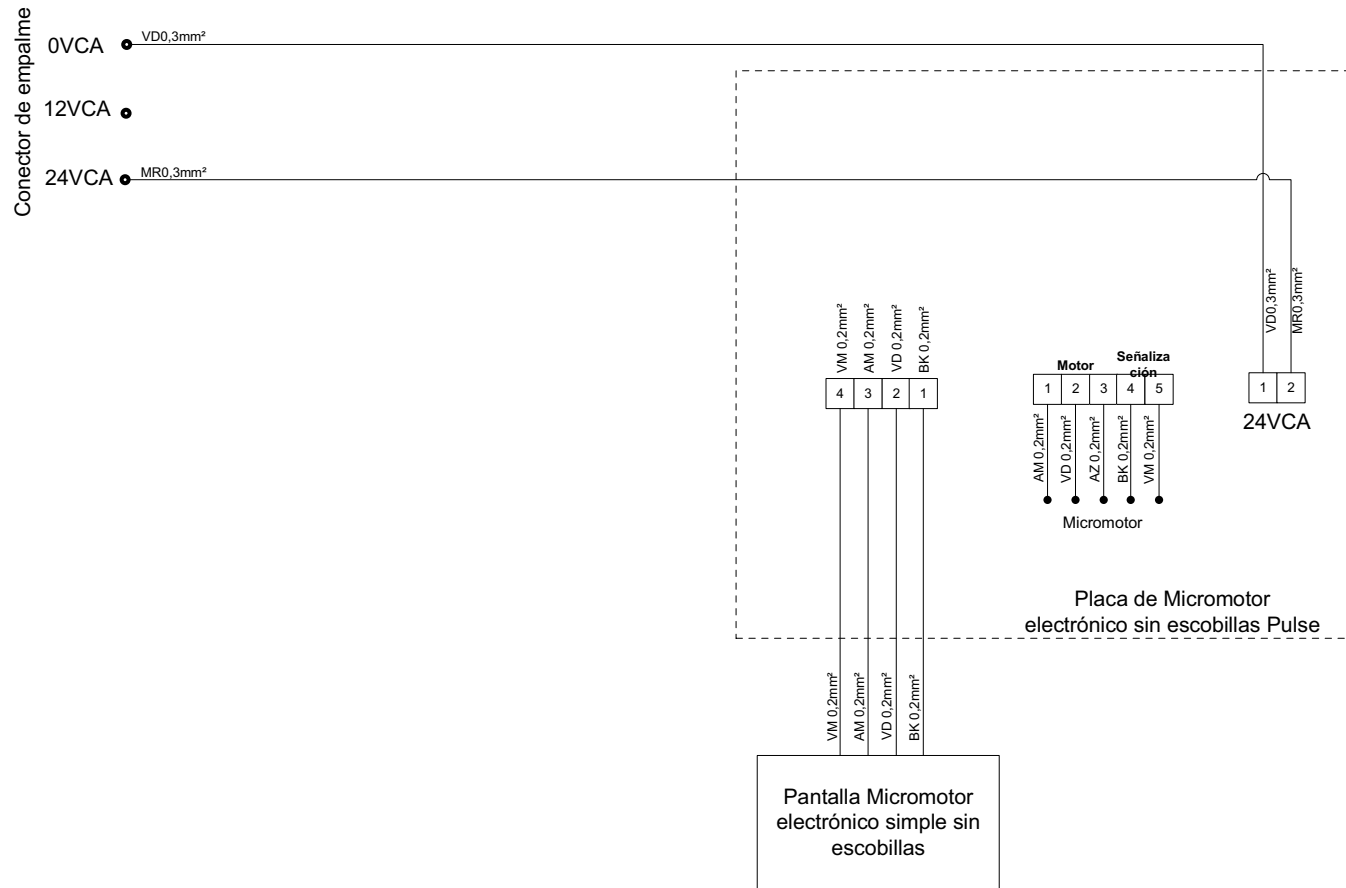 Conector de empalme
0VCA
VD0,3mm²
12VCA
24VCA
MR0,3mm²
VD0,3mm²
MR0,3mm²
VM 0,2mm²
AM 0,2mm²
VD 0,2mm²
BK 0,2mm²
4 3 2 1
Motor
Señaliza
ción
1 2 3 4 5
1 2
24VCA
AM 0,2mm²
VD 0,2mm²
AZ 0,2mm²
BK 0,2mm²
VM 0,2mm²
Micromotor
Placa de Micromotor
electrónico sin escobillas Pulse
VM 0,2mm²
AM 0,2mm²
VD 0,2mm²
BK 0,2mm²
Pantalla Micromotor
electrónico simple sin
escobillas